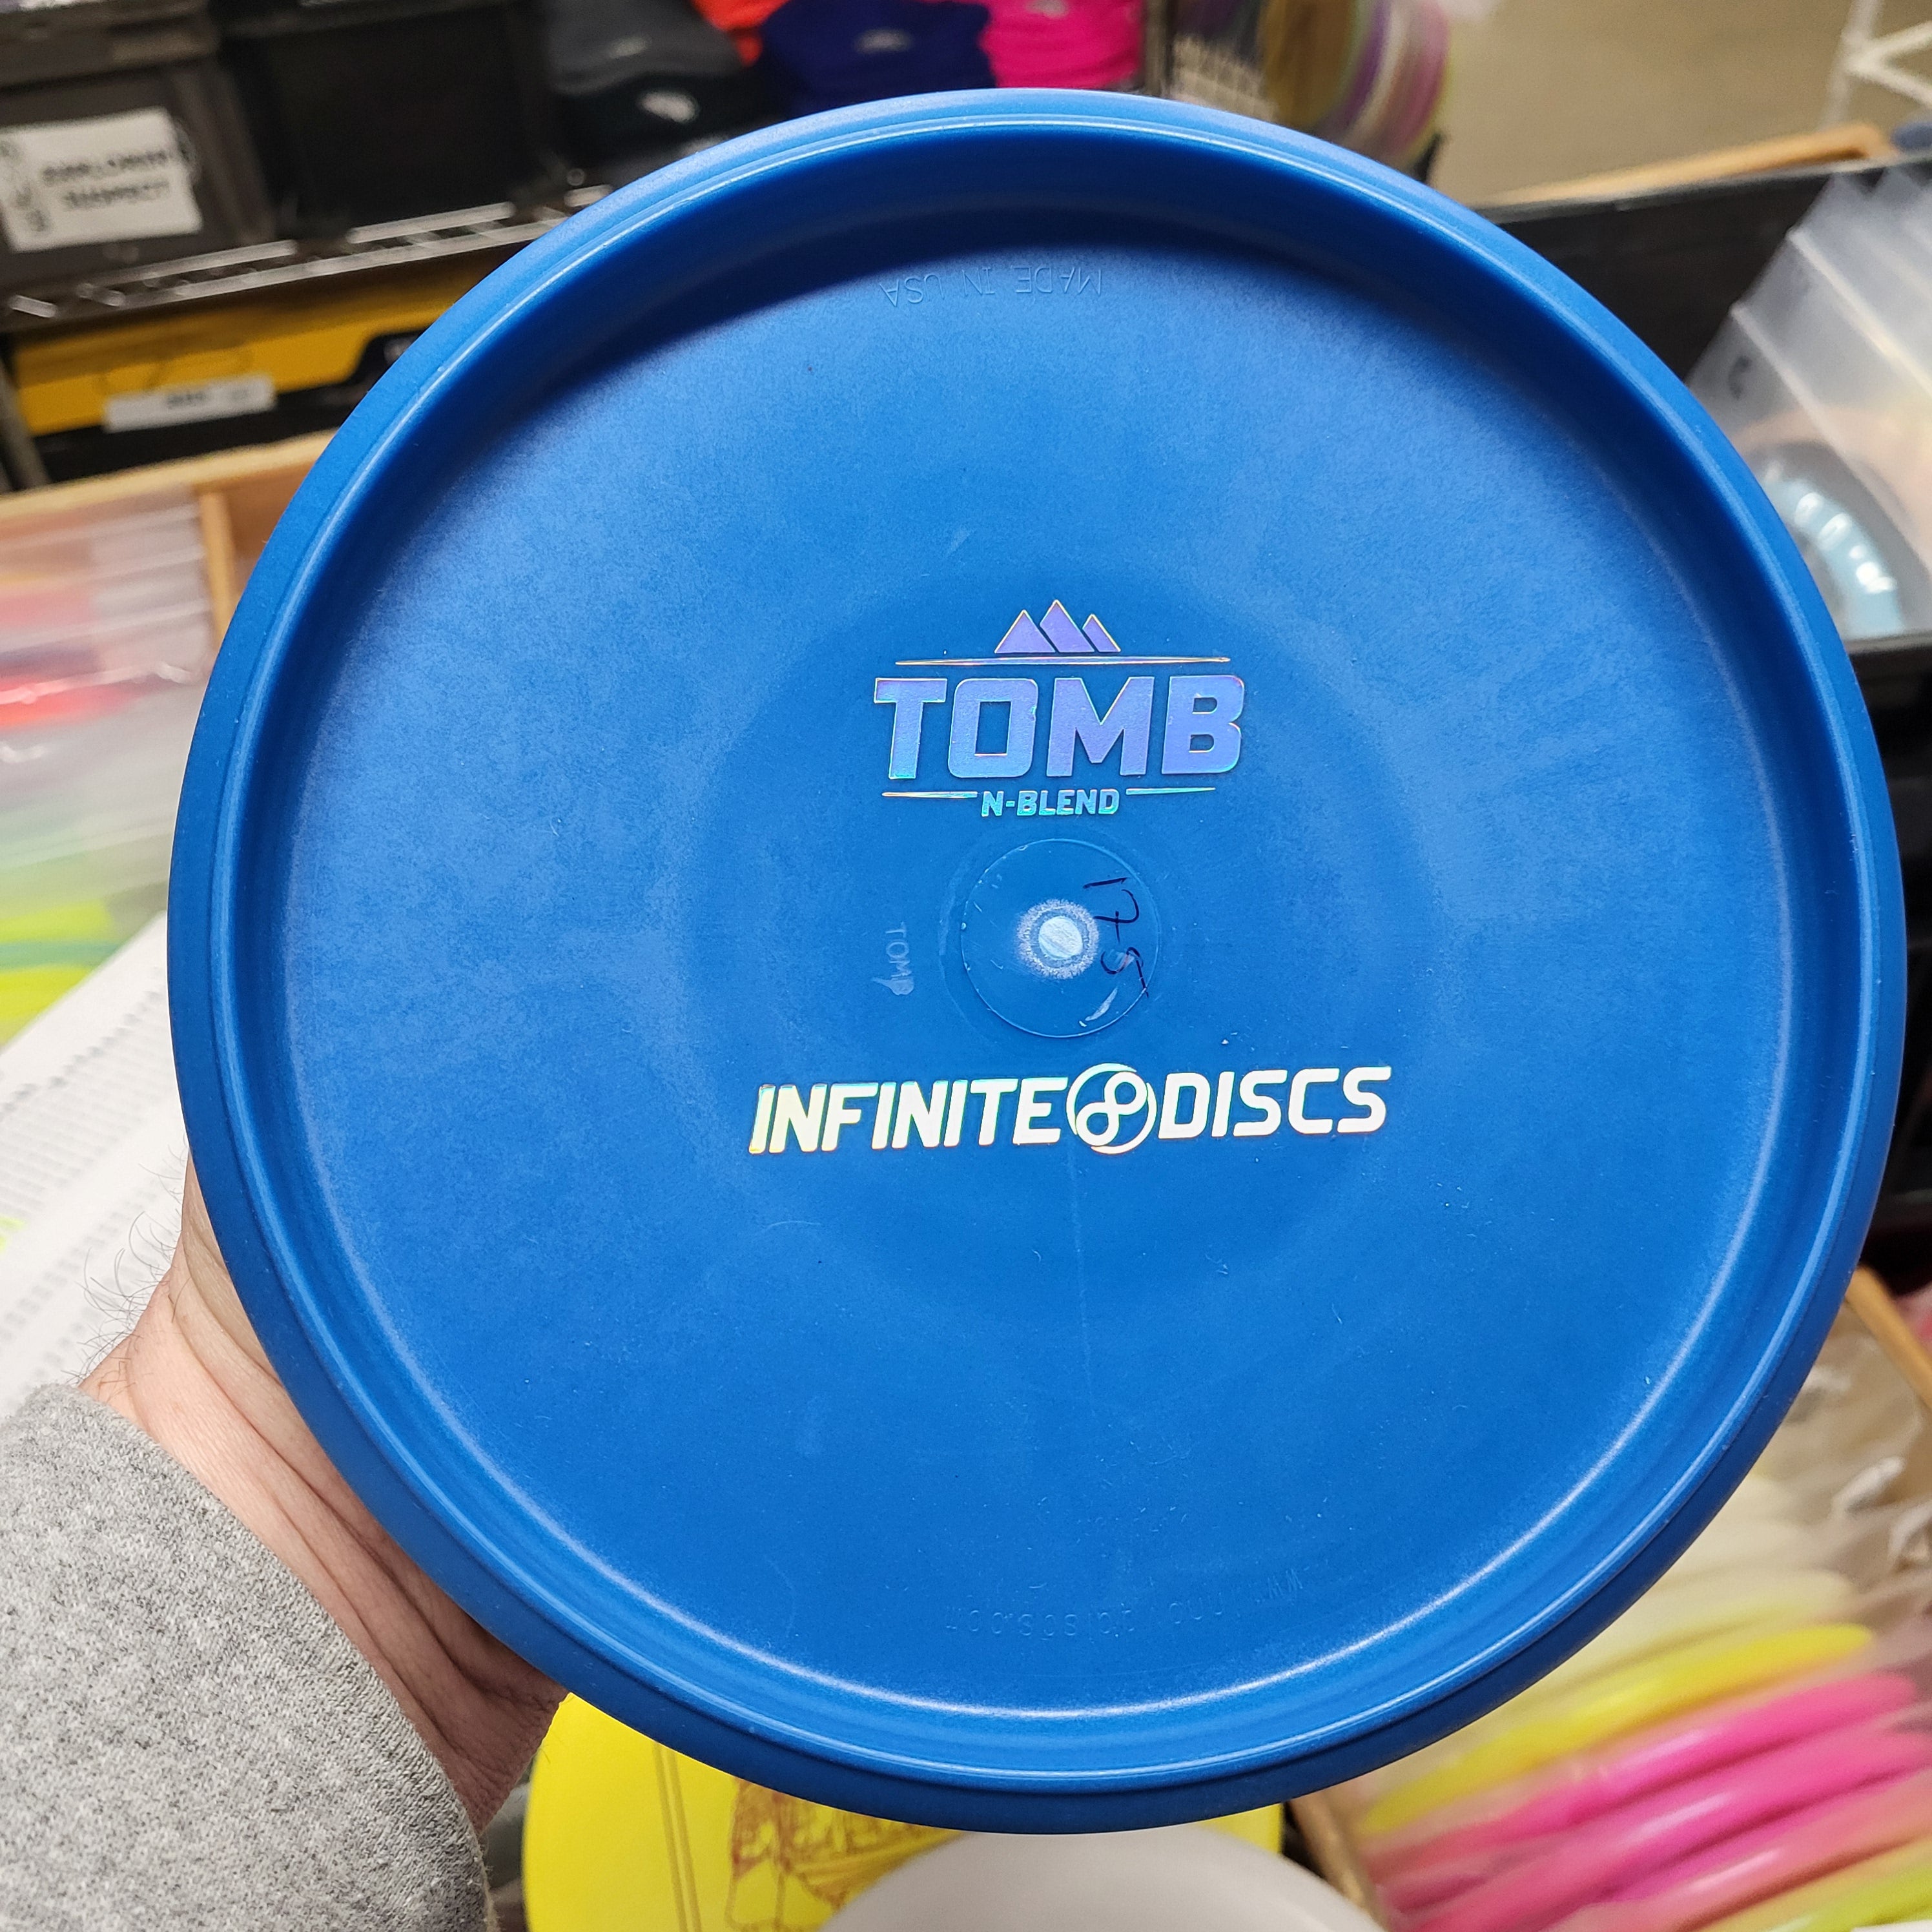 MADE IN USA
TOMB
N-BLEND
175
TOMB
INFINITE DISCS